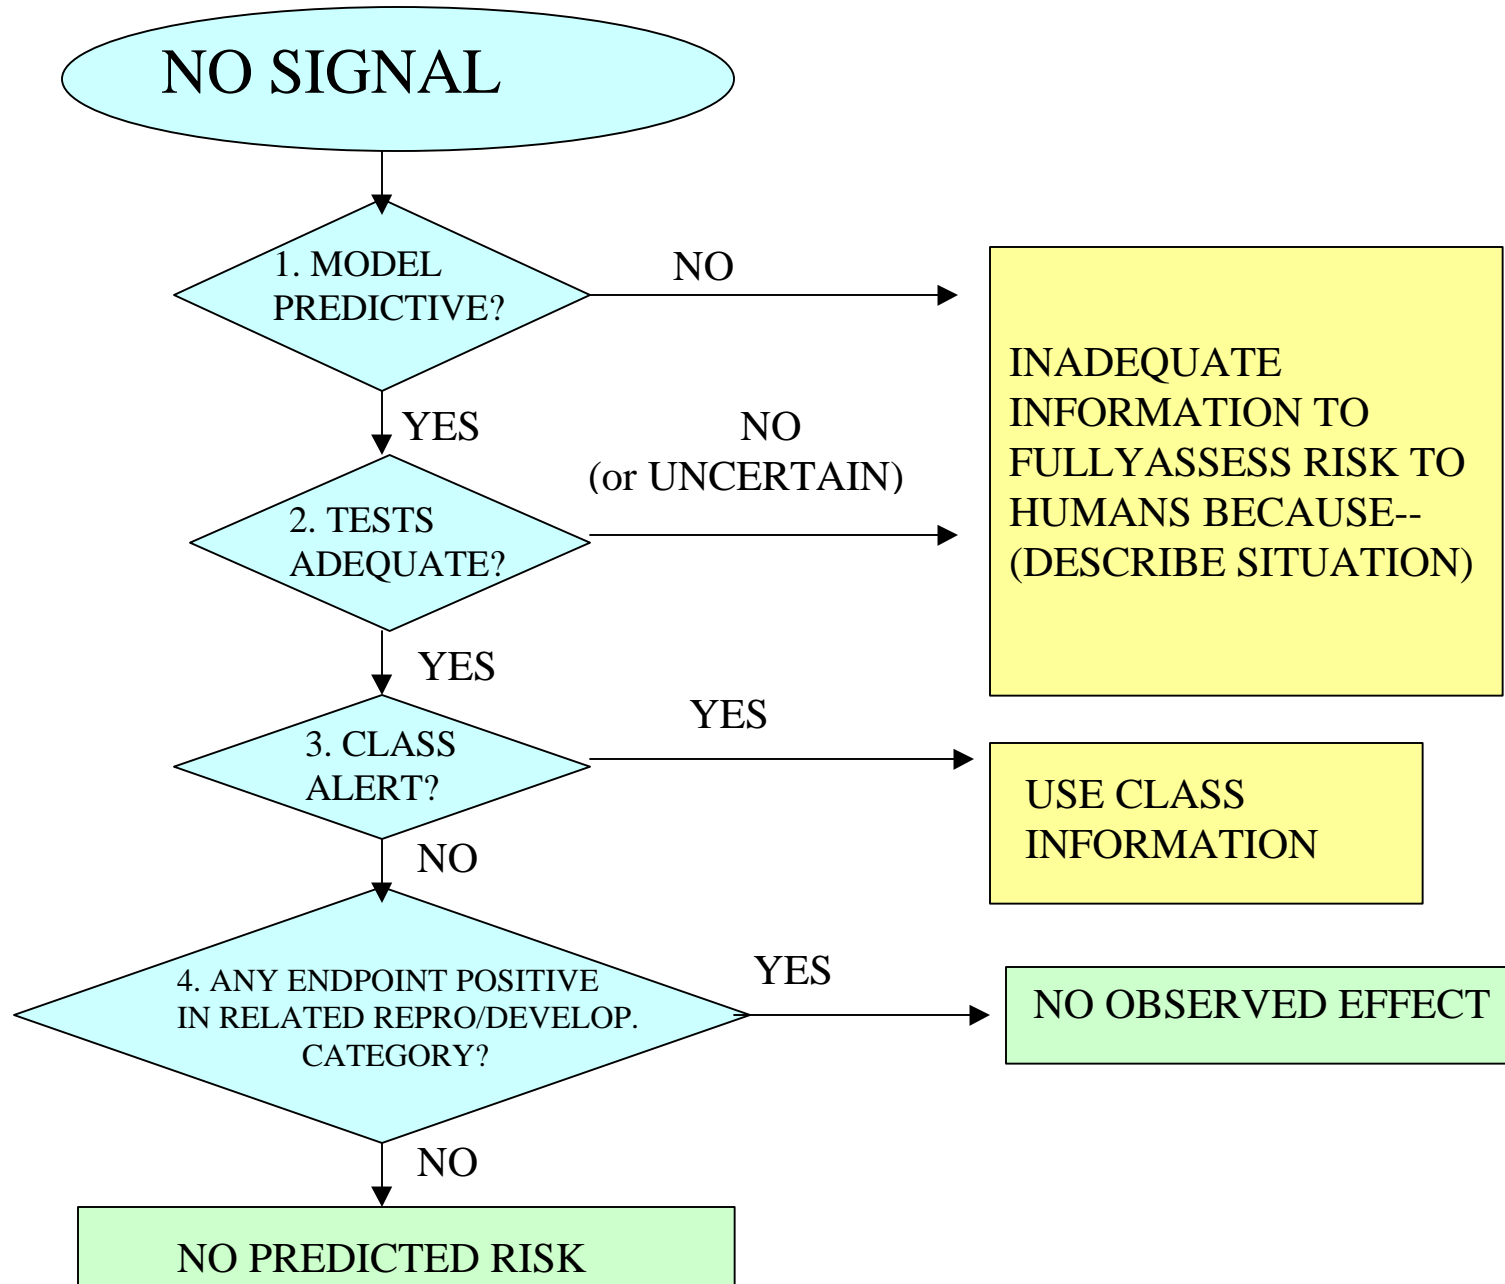 NO SIGNAL
1. MODEL
PREDICTIVE?
NO
INADEQUATE
INFORMATION TO
FULLYASSESS RISK TO
HUMANS BECAUSE--
(DESCRIBE SITUATION)
YES
NO
(or UNCERTAIN)
2. TESTS
ADEQUATE?
YES
3. CLASS
ALERT?
YES
USE CLASS
INFORMATION
NO
4. ANY ENDPOINT POSITIVE
IN RELATED REPRO/DEVELOP.
CATEGORY?
YES
NO OBSERVED EFFECT
NO
NO PREDICTED RISK